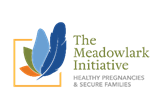 The
Meadowlark
Initiative
HEALTHY PREGNANCIES
& SECURE FAMILIES